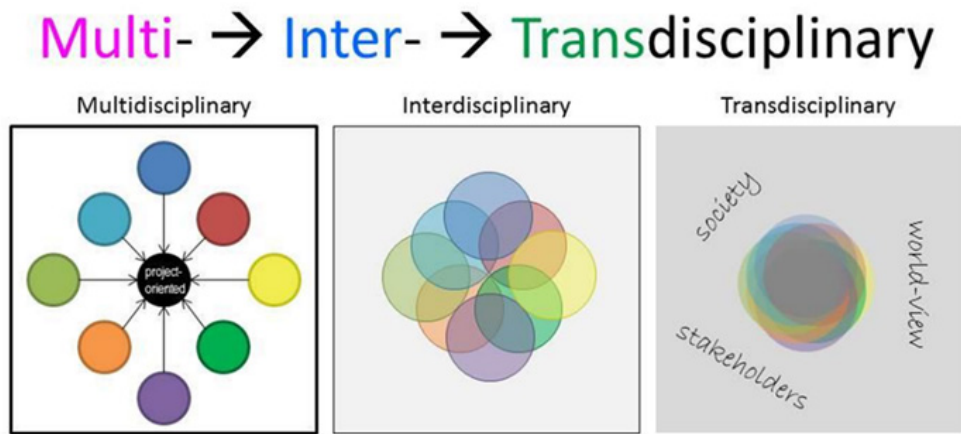 Multi- → Inter- → Transdisciplinary
Multidisciplinary
Interdisciplinary
Transdisciplinary
project-
oriented
society
world-view
stakeholders